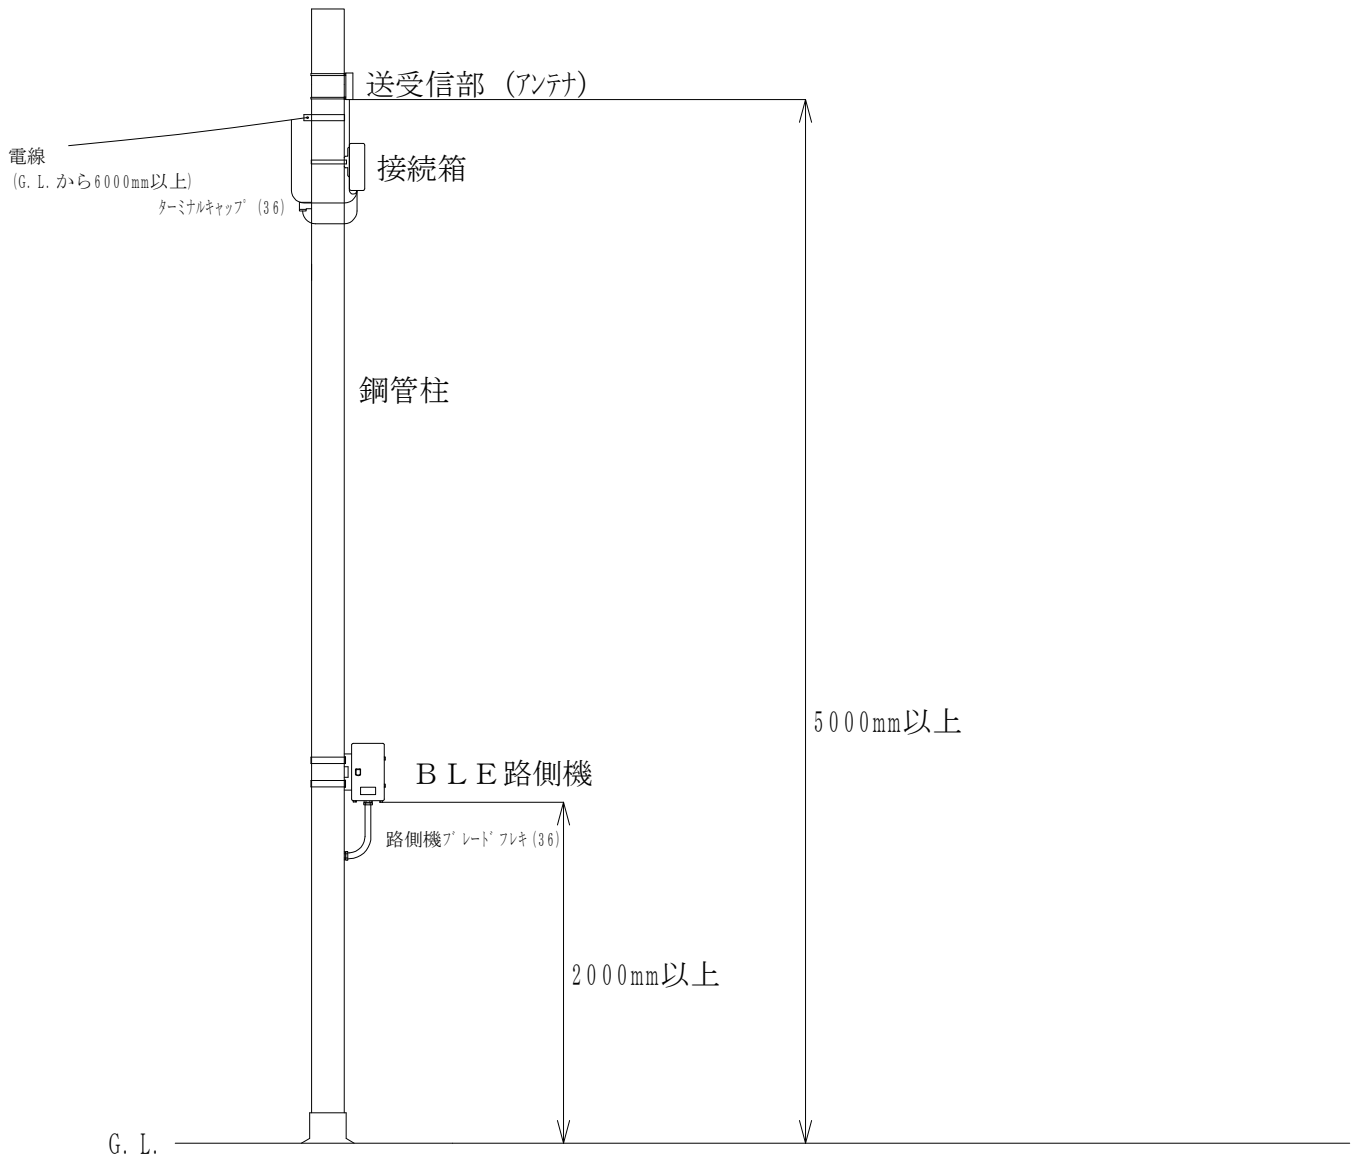 送受信部 (ｱﾝﾃﾅ)
電線
(G.L.から6000mm以上)
接続箱
ﾀｰﾐﾅﾙｷｬｯﾌﾟ (36)
鋼管柱
5000mm以上
ＢＬＥ路側機
路側機ﾌﾟﾚｰﾄﾞﾌﾚｷ(36)
2000mm以上
G.L.